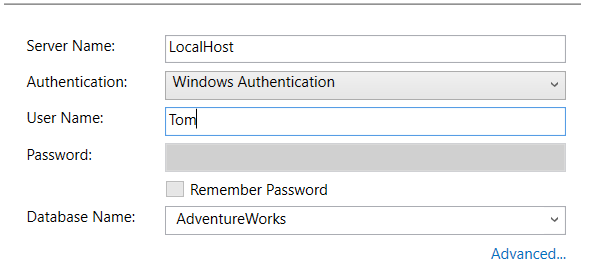 Server Name: LocalHost
Authentication: Windows Authentication
User Name: Tom
Password:
Remember Password
Database Name: AdventureWorks
Advanced...